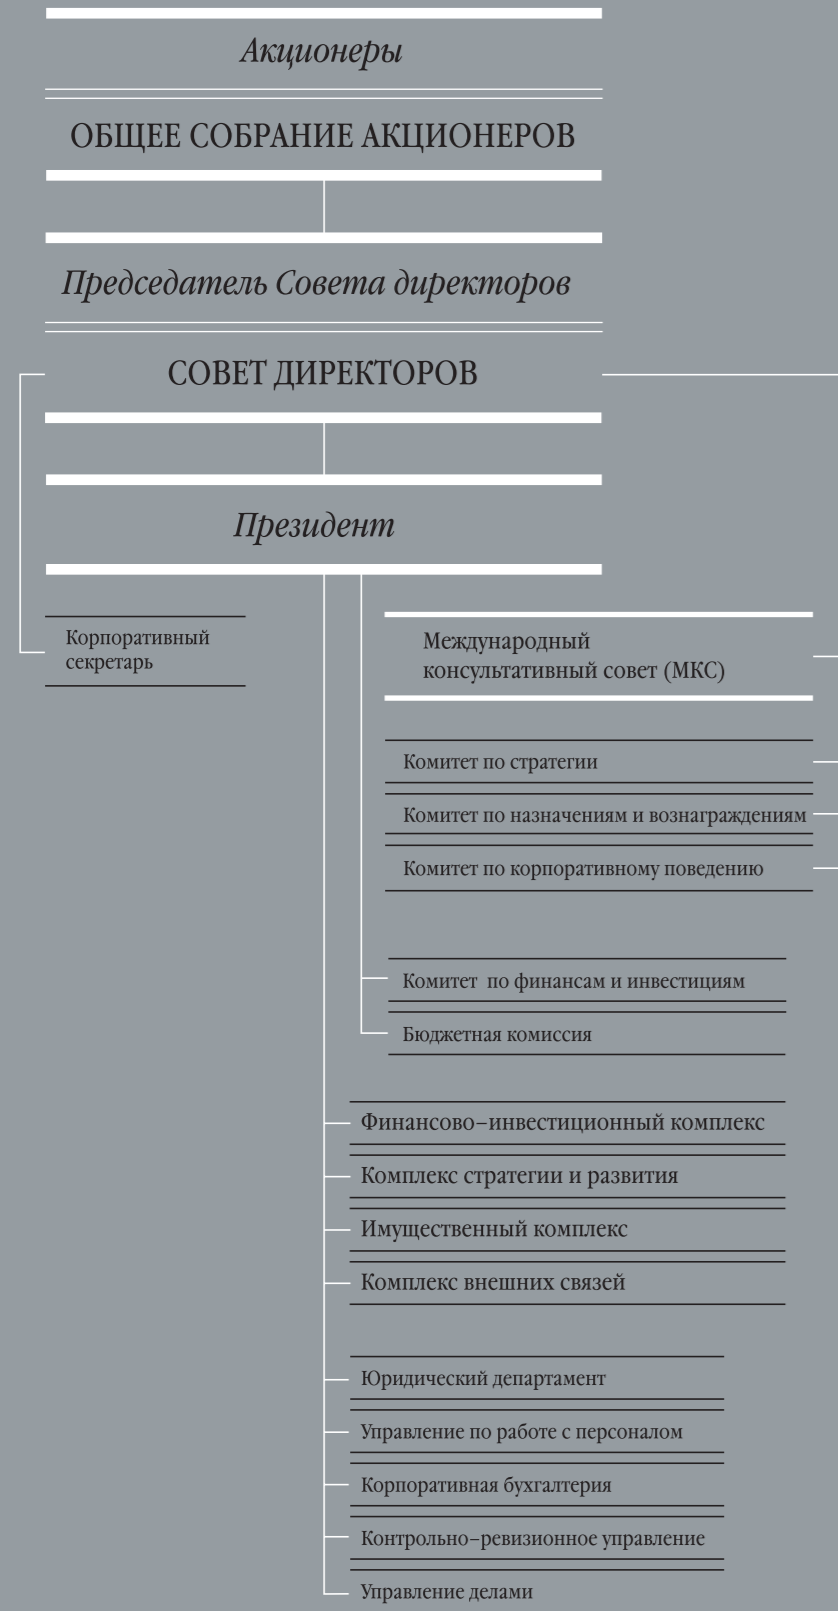 Акционеры
ОБЩЕЕ СОБРАНИЕ АКЦИОНЕРОВ
Председатель Совета директоров
СОВЕТ ДИРЕКТОРОВ
Президент
Корпоративный
секретарь
Международный
консультативный совет (МКС)
Комитет по стратегии
Комитет по назначениям и вознаграждениям
Комитет по корпоративному поведению
Комитет по финансам и инвестициям
Бюджетная комиссия
Финансово–инвестиционный комплекс
Комплекс стратегии и развития
Имущественный комплекс
Комплекс внешних связей
Юридический департамент
Управление по работе с персоналом
Корпоративная бухгалтерия
Контрольно–ревизионное управление
Управление делами